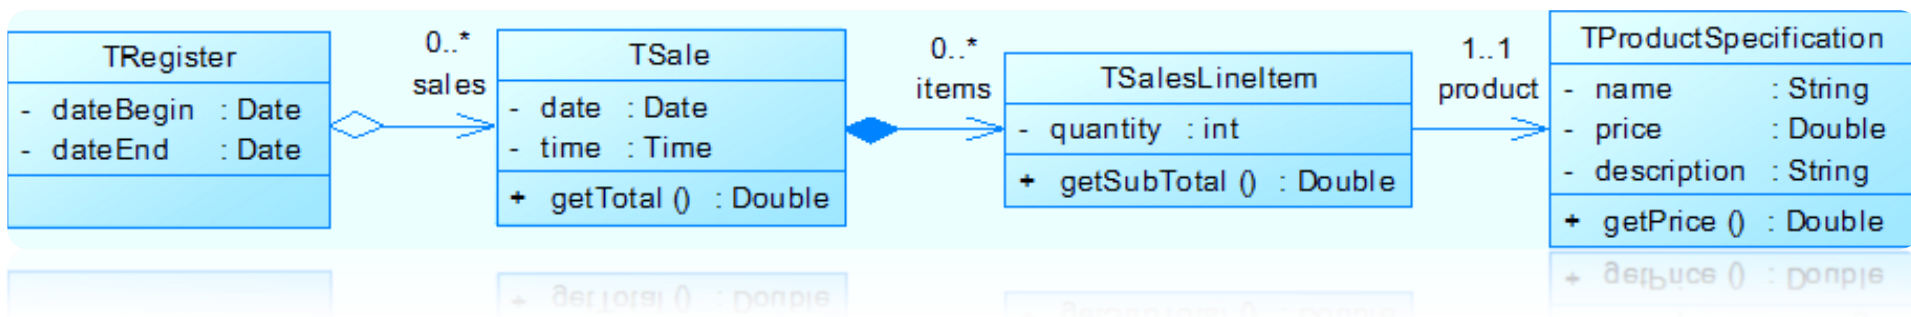 TRegister
- dateBegin : Date
- dateEnd : Date
0..*
sales
TSale
- date : Date
- time : Time
+ getTotal () : Double
0..*
items
TSalesLineItem
- quantity : int
+ getSubTotal () : Double
1..1
product
TProductSpecification
- name : String
- price : Double
- description : String
+ getPrice () : Double